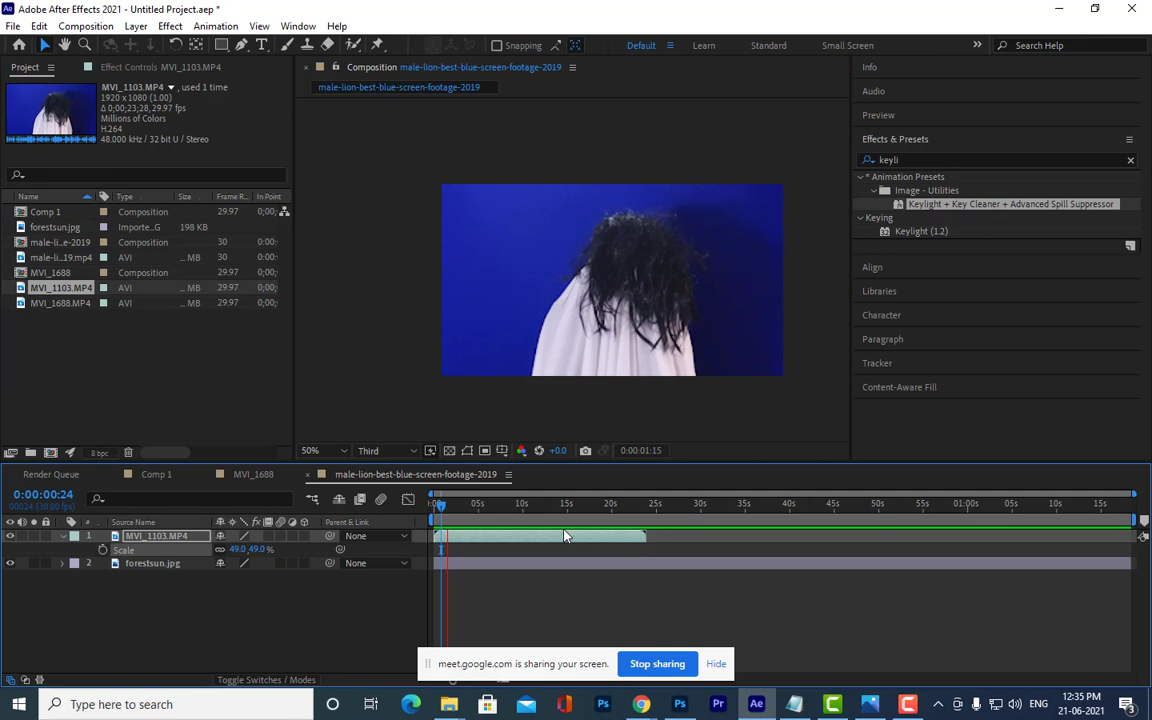 Adobe After Effects 2021 - Untitled Project.aep *
File Edit Composition Layer Effect Animation View Window Help
Snapping Default Learn Standard Small Screen Search Help
Project Effect Controls MVI_1103.MP4
MVI_1103.MP4 , used 1 time
1920 x 1080 (1.00)
Δ 0;00;23;28, 29.97 fps
Millions of Colors
H.264
48.000 kHz / 32 bit U / Stereo
Name Type Size Frame R... In Point
Comp 1 Composition 29.97 0;00;
forestsun.jpg Importe...G 198 KB
male-li...e-2019 Composition 30 0:00:
male-li...19.mp4 AVI ... MB 30 0:00:
MVI_1688 Composition 29.97 0;00;
MVI_1103.MP4 AVI ... MB 29.97 0;00;
MVI_1688.MP4 AVI ... MB 29.97 0;00;
8 bpc
Composition male-lion-best-blue-screen-footage-2019
male-lion-best-blue-screen-footage-2019
50% Third +0.0 0:00:01:15
Info
Audio
Effects & Presets
keyli
* Animation Presets
Image - Utilities
Keylight + Key Cleaner + Advanced Spill Suppressor
Keying
Keylight (1.2)
Align
Libraries
Character
Paragraph
Tracker
Content-Aware Fill
Render Queue Comp 1 MVI_1688 male-lion-best-blue-screen-footage-2019
0:00:00:24
00024 (30.00 fps)
05s 10s 15s 20s 25s 30s 35s 40s 45s 50s 55s 01:00s 05s 10s 15s
# Source Name Parent & Link
1 MVI_1103.MP4 None
Scale 49.0,49.0 %
2 forestsun.jpg None
meet.google.com is sharing your screen. Stop sharing Hide
Toggle Switches / Modes
Type here to search
ENG
12:35 PM
21-06-2021
3